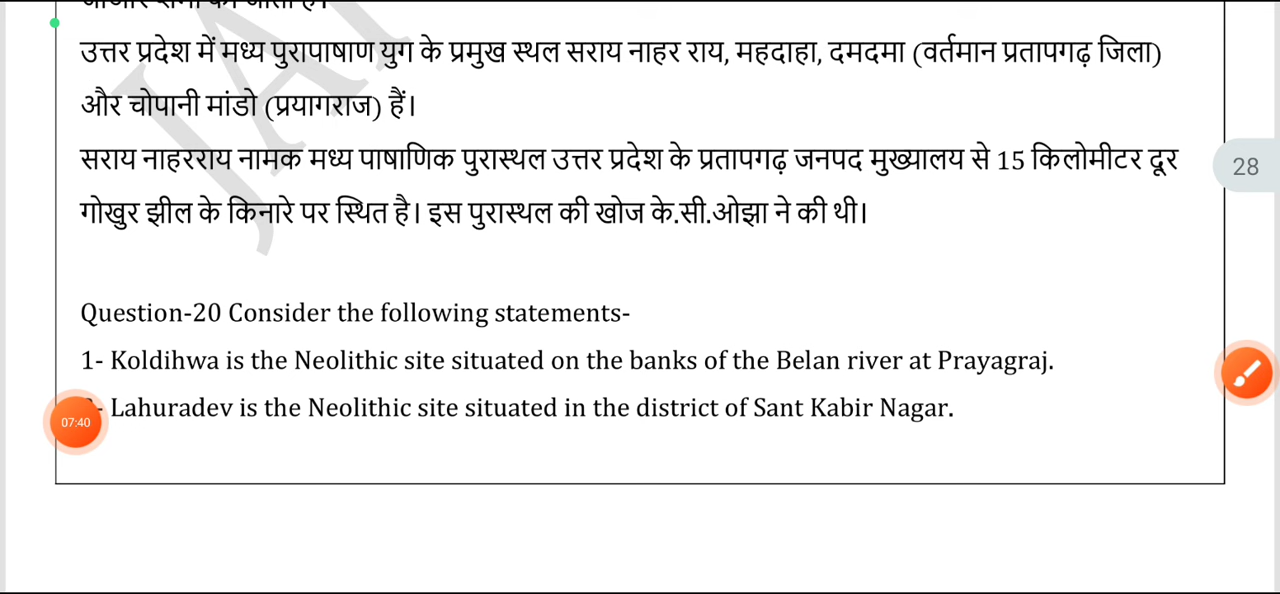 उत्तर प्रदेश में मध्य पुरापाषाण युग के प्रमुख स्थल सराय नाहर राय, महदाहा, दमदमा (वर्तमान प्रतापगढ़ जिला)
और चोपानी मांडो (प्रयागराज) हैं।
सराय नाहरराय नामक मध्य पाषाणिक पुरास्थल उत्तर प्रदेश के प्रतापगढ़ जनपद मुख्यालय से 15 किलोमीटर दूर
28
गोखुर झील के किनारे पर स्थित है। इस पुरास्थल की खोज के.सी.ओझा ने की थी।
Question-20 Consider the following statements-
1- Koldihwa is the Neolithic site situated on the banks of the Belan river at Prayagraj.
- Lahuradev is the Neolithic site situated in the district of Sant Kabir Nagar.
07:40